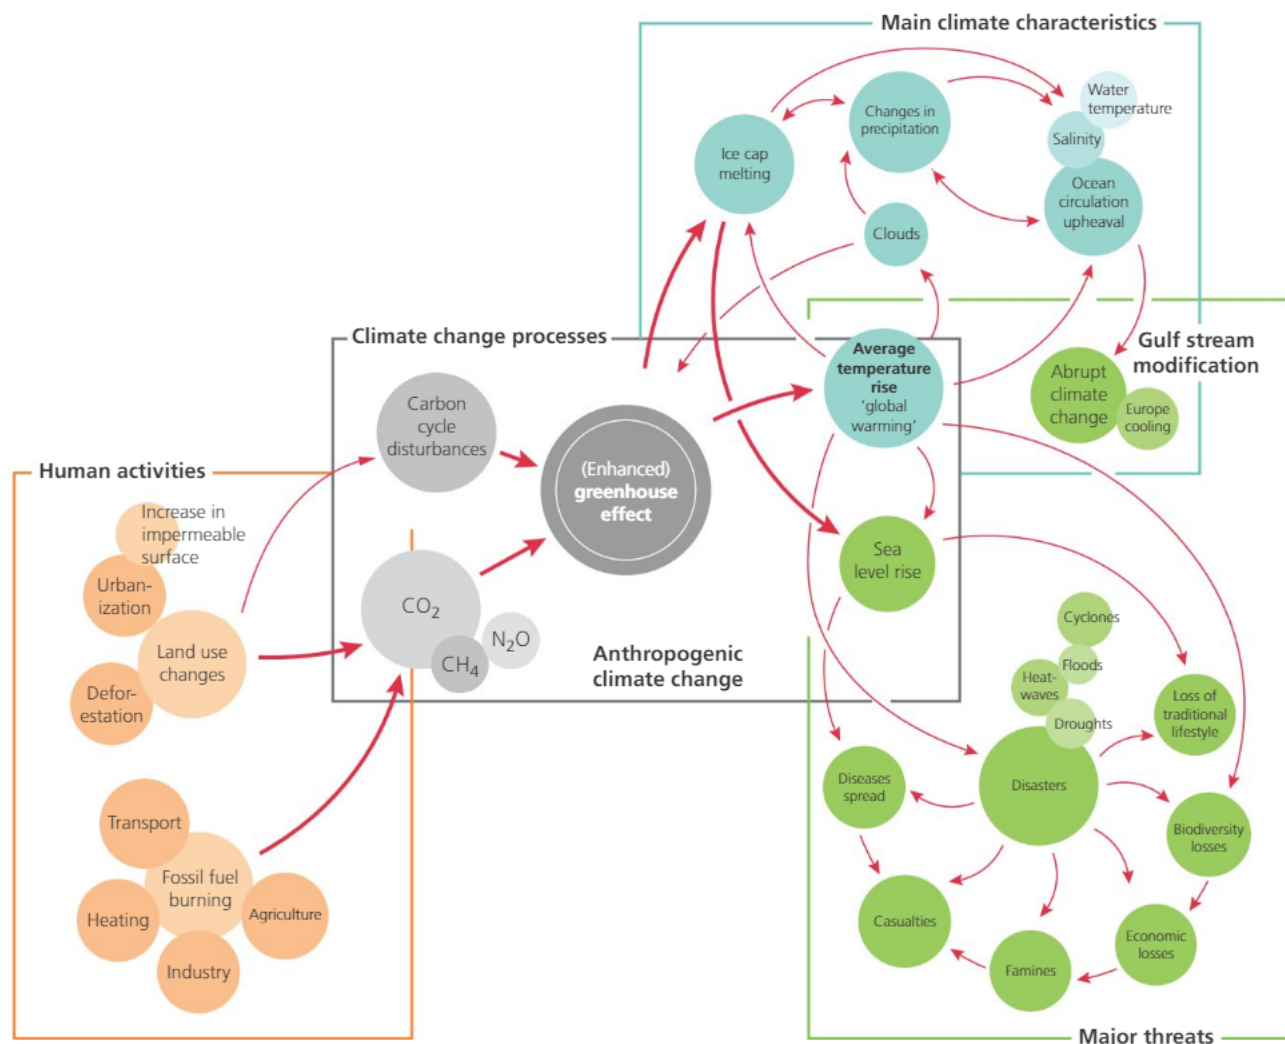 Main climate characteristics
Water
temperature
Changes in
precipitation
Salinity
Ice cap
melting
Ocean
circulation
upheaval
Clouds
Climate change processes
Average
temperature
rise
‘global
warming’
Gulf stream
modification
Abrupt
climate
change
Europe
cooling
Carbon
cycle
disturbances
Human activities
(Enhanced)
greenhouse
effect
Increase in
impermeable
surface
Urban-
ization
Sea
level rise
CO₂
N₂O
CH₄
Land use
changes
Anthropogenic
climate change
Defor-
estation
Cyclones
Floods
Heat-
waves
Droughts
Loss of
traditional
lifestyle
Diseases
spread
Disasters
Biodiversity
losses
Transport
Fossil fuel
burning
Heating
Agriculture
Industry
Casualties
Famines
Economic
losses
Major threats